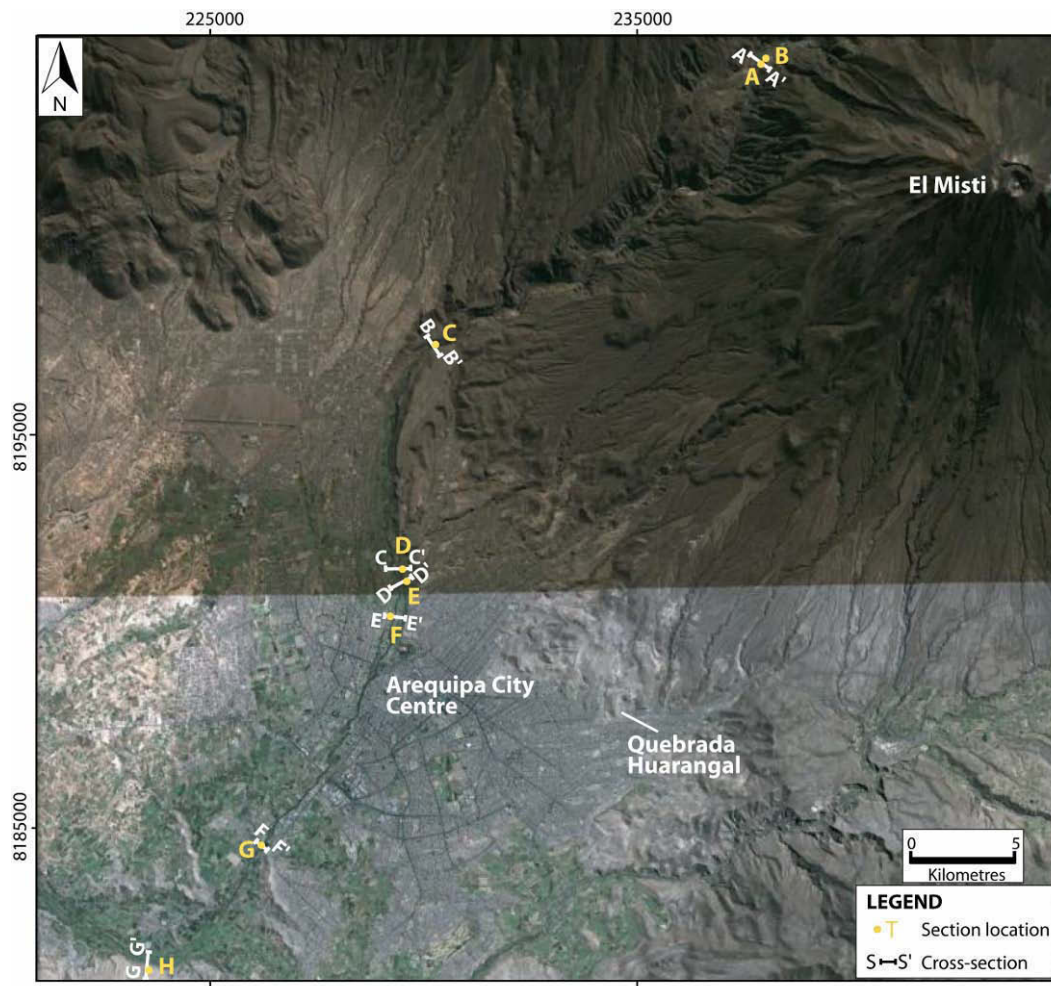 225000
235000
N
A
B
A
A'
El Misti
B
C
B'
8195000
D
C
C'
D'
D
E
E
E'
F
Arequipa City
Centre
Quebrada
Huarangal
8185000
F
G
F'
0
5
Kilometres
LEGEND
T
Section location
S
S'
Cross-section
G'
G
H